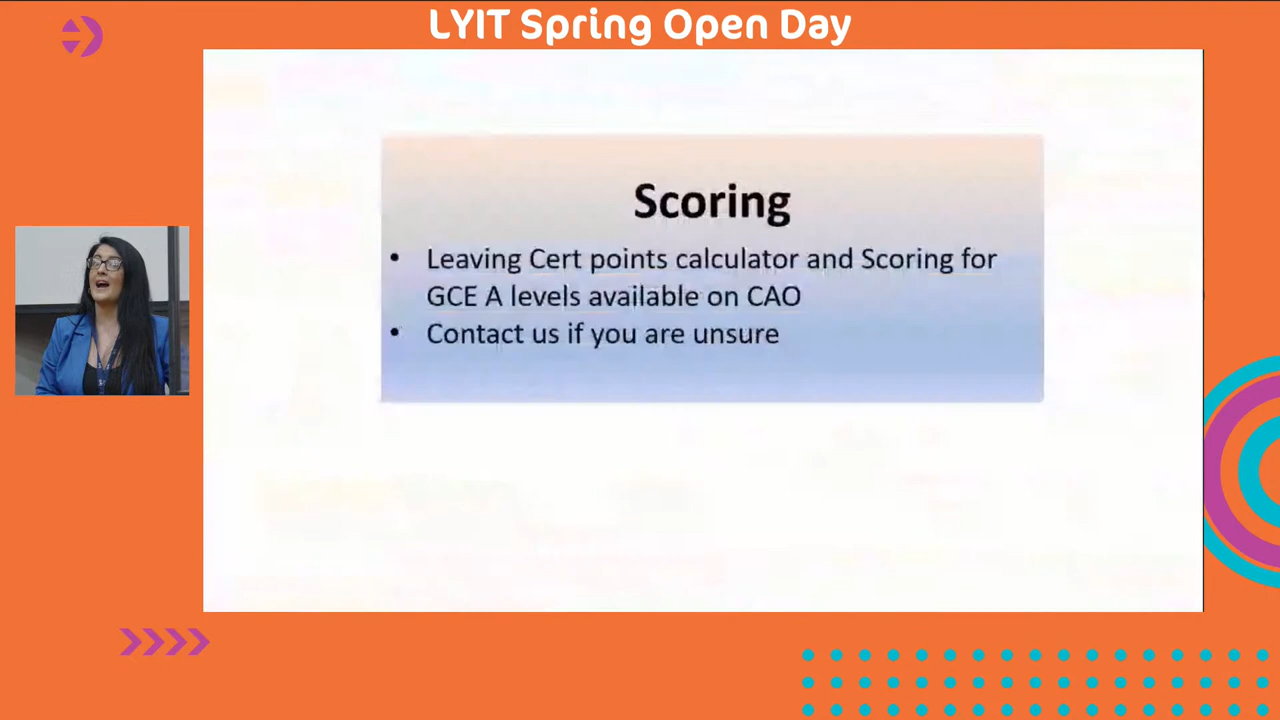 LYIT Spring Open Day
Scoring
• Leaving Cert points calculator and Scoring for
GCE A levels available on CAO
• Contact us if you are unsure